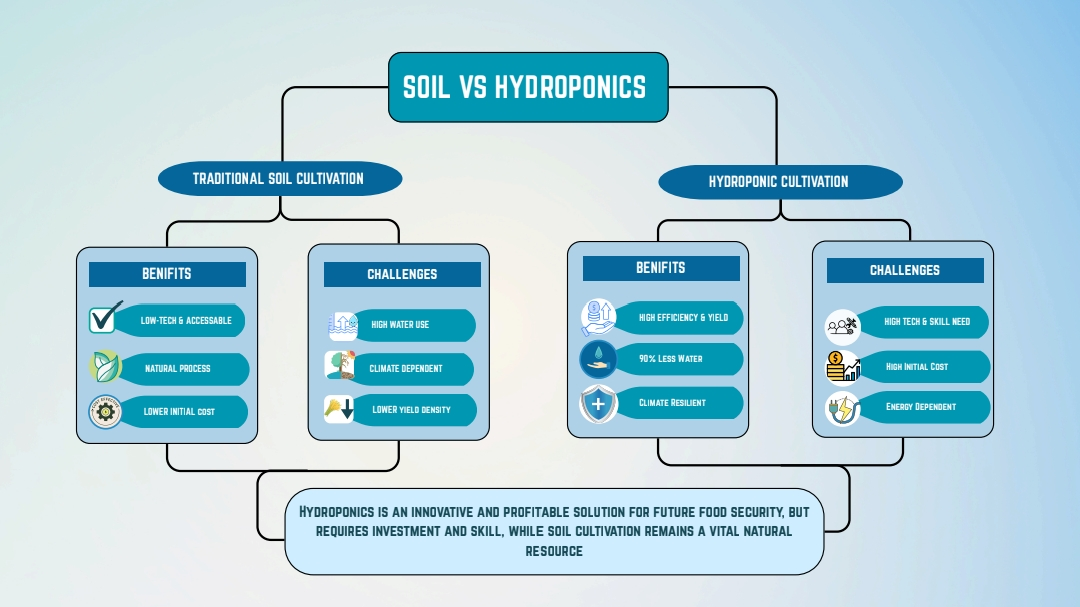 SOIL VS HYDROPONICS
TRADITIONAL SOIL CULTIVATION
HYDROPONIC CULTIVATION
BENIFITS
LOW-TECH & ACCESSABLE
NATURAL PROCESS
LOWER INITIAL COST
CHALLENGES
HIGH WATER USE
CLIMATE DEPENDENT
LOWER YIELD DENSITY
BENIFITS
HIGH EFFICIENCY & YIELD
90% LESS WATER
CLIMATE RESILIENT
CHALLENGES
HIGH TECH & SKILL NEED
HIGH INITIAL COST
ENERGY DEPENDENT
HYDROPONICS IS AN INNOVATIVE AND PROFITABLE SOLUTION FOR FUTURE FOOD SECURITY, BUT
REQUIRES INVESTMENT AND SKILL, WHILE SOIL CULTIVATION REMAINS A VITAL NATURAL
RESOURCE